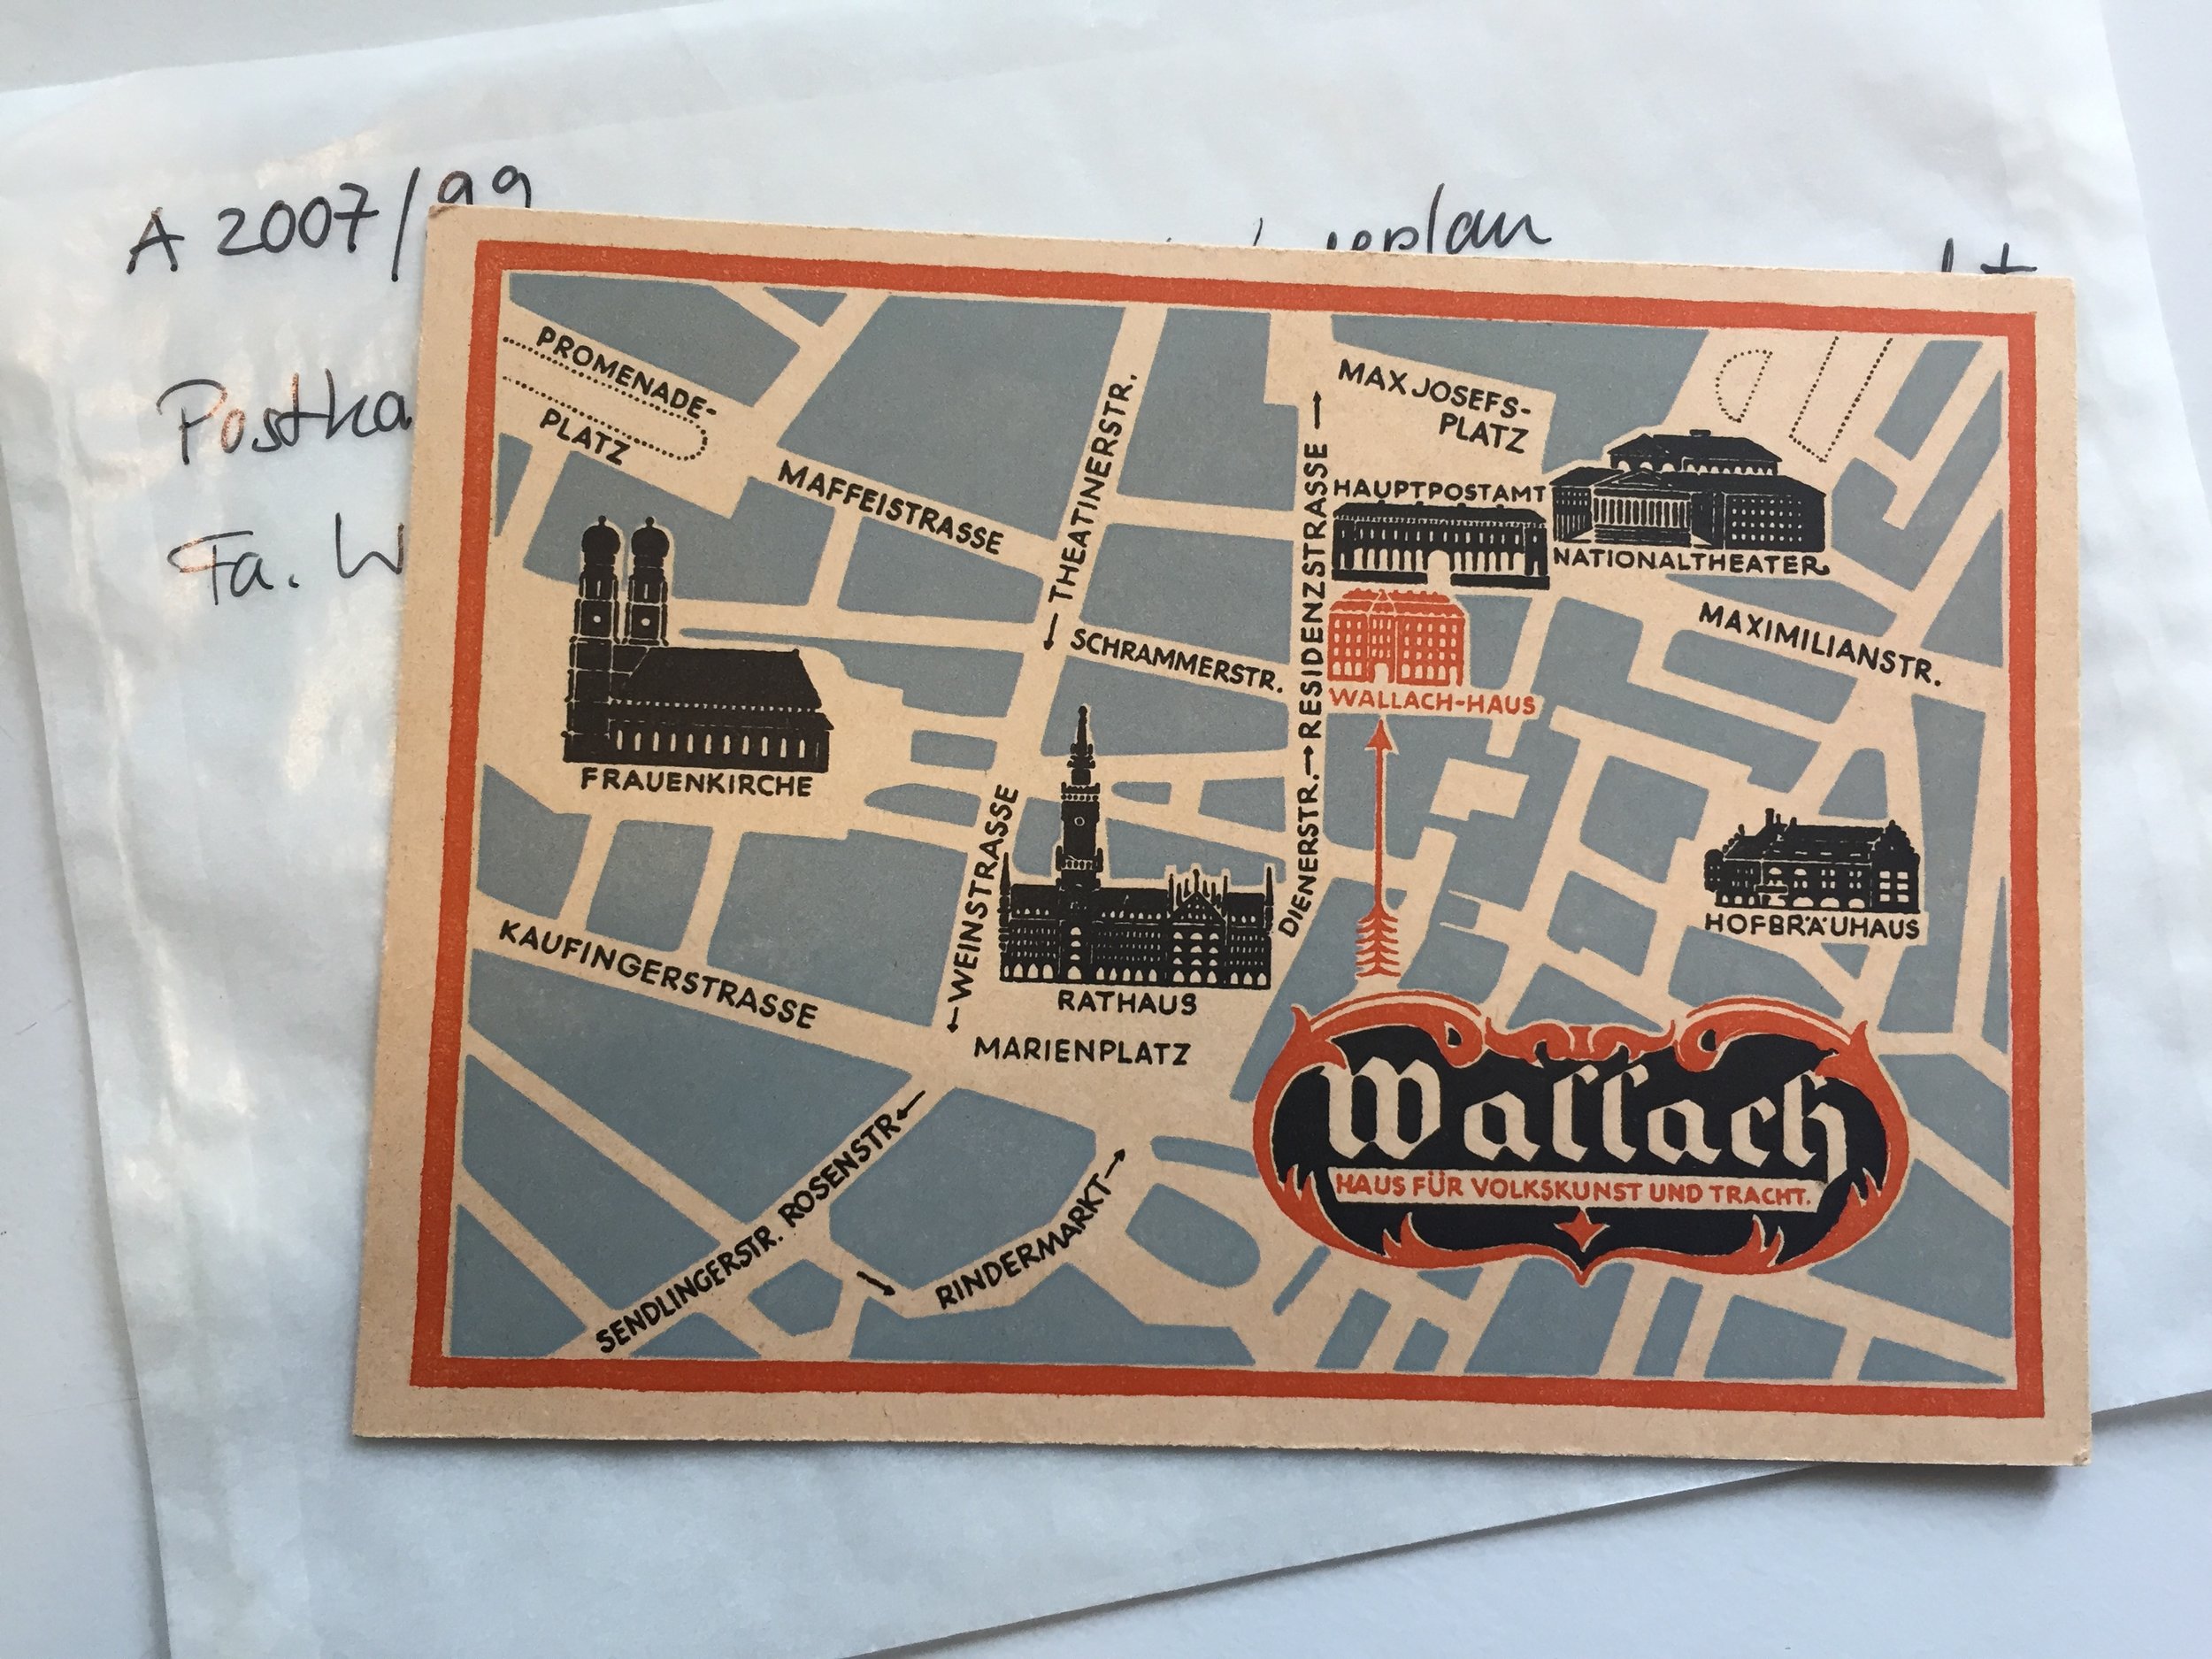 A 2007/99
Postka
Fa. W
PROMENADE-
PLATZ
MAFFEISTRASSE
← THEATINERSTR.
MAX JOSEFS-
PLATZ
HAUPTPOSTAMT
NATIONALTHEATER
MAXIMILIANSTR.
SCHRAMMERSTR.
DIENERSTR.→RESIDENZSTRASSE →
WALLACH-HAUS
FRAUENKIRCHE
←WEINSTRASSE
RATHAUS
MARIENPLATZ
HOFBRÄUHAUS
KAUFINGERSTRASSE
SENDLINGERSTR. ROSENSTR←
RINDERMARKT→
Wallach
HAUS FÜR VOLKSKUNST UND TRACHT.